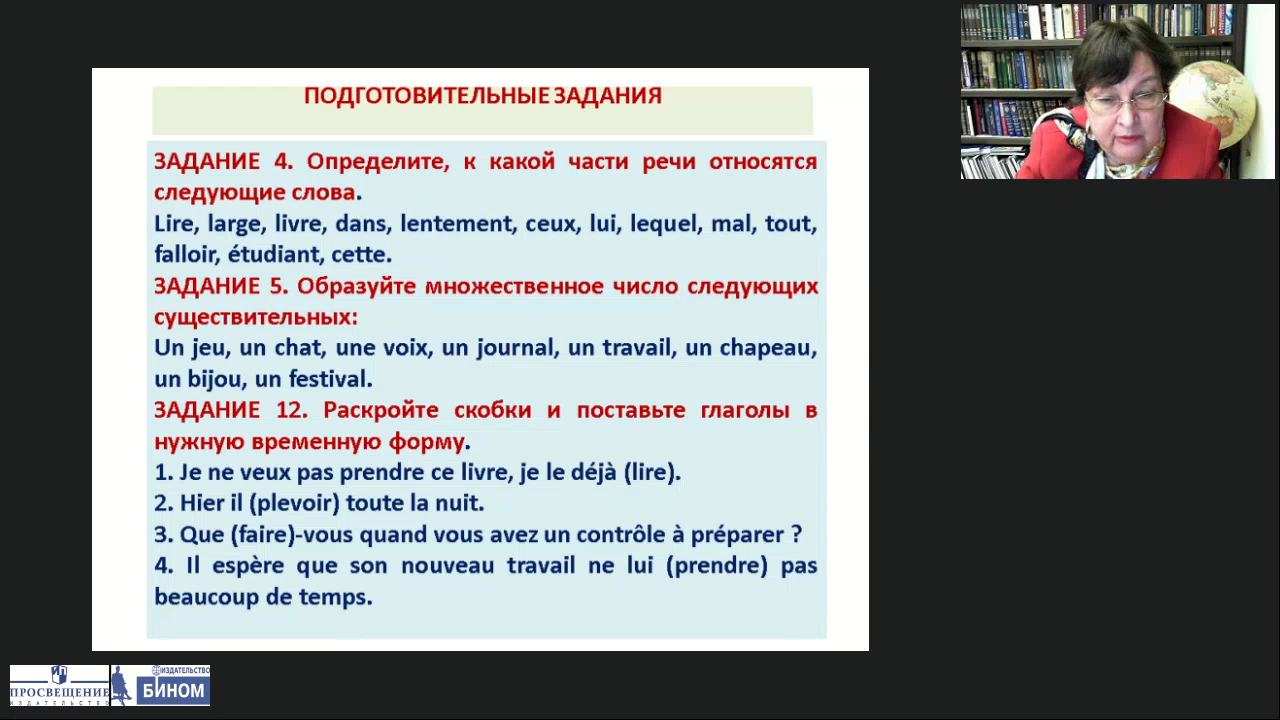 ПОДГОТОВИТЕЛЬНЫЕ ЗАДАНИЯ
ЗАДАНИЕ 4. Определите, к какой части речи относятся
следующие слова.
Lire, large, livre, dans, lentement, ceux, lui, lequel, mal, tout,
falloir, étudiant, cette.
ЗАДАНИЕ 5. Образуйте множественное число следующих
существительных:
Un jeu, un chat, une voix, un journal, un travail, un chapeau,
un bijou, un festival.
ЗАДАНИЕ 12. Раскройте скобки и поставьте глаголы в
нужную временную форму.
1. Je ne veux pas prendre ce livre, je le déjà (lire).
2. Hier il (plevoir) toute la nuit.
3. Que (faire)-vous quand vous avez un contrôle à préparer ?
4. Il espère que son nouveau travail ne lui (prendre) pas
beaucoup de temps.
ПРОСВЕЩЕНИЕ
ИЗДАТЕЛЬСТВО
ИЗДАТЕЛЬСТВО
БИНОМ